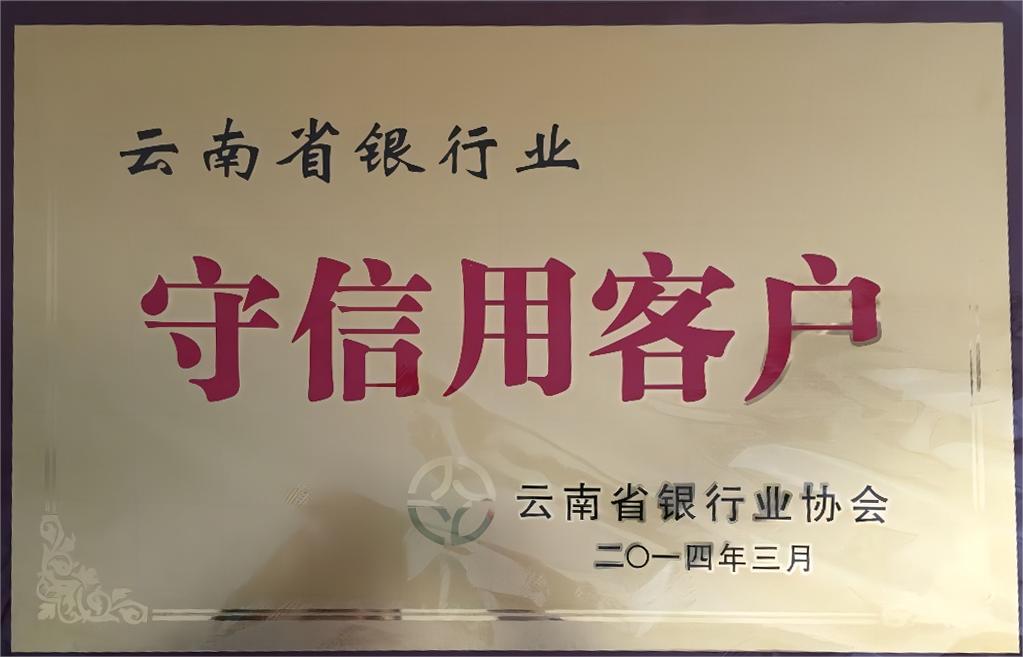 云南省银行业
守信用客户
云南省银行业协会
二〇一四年三月